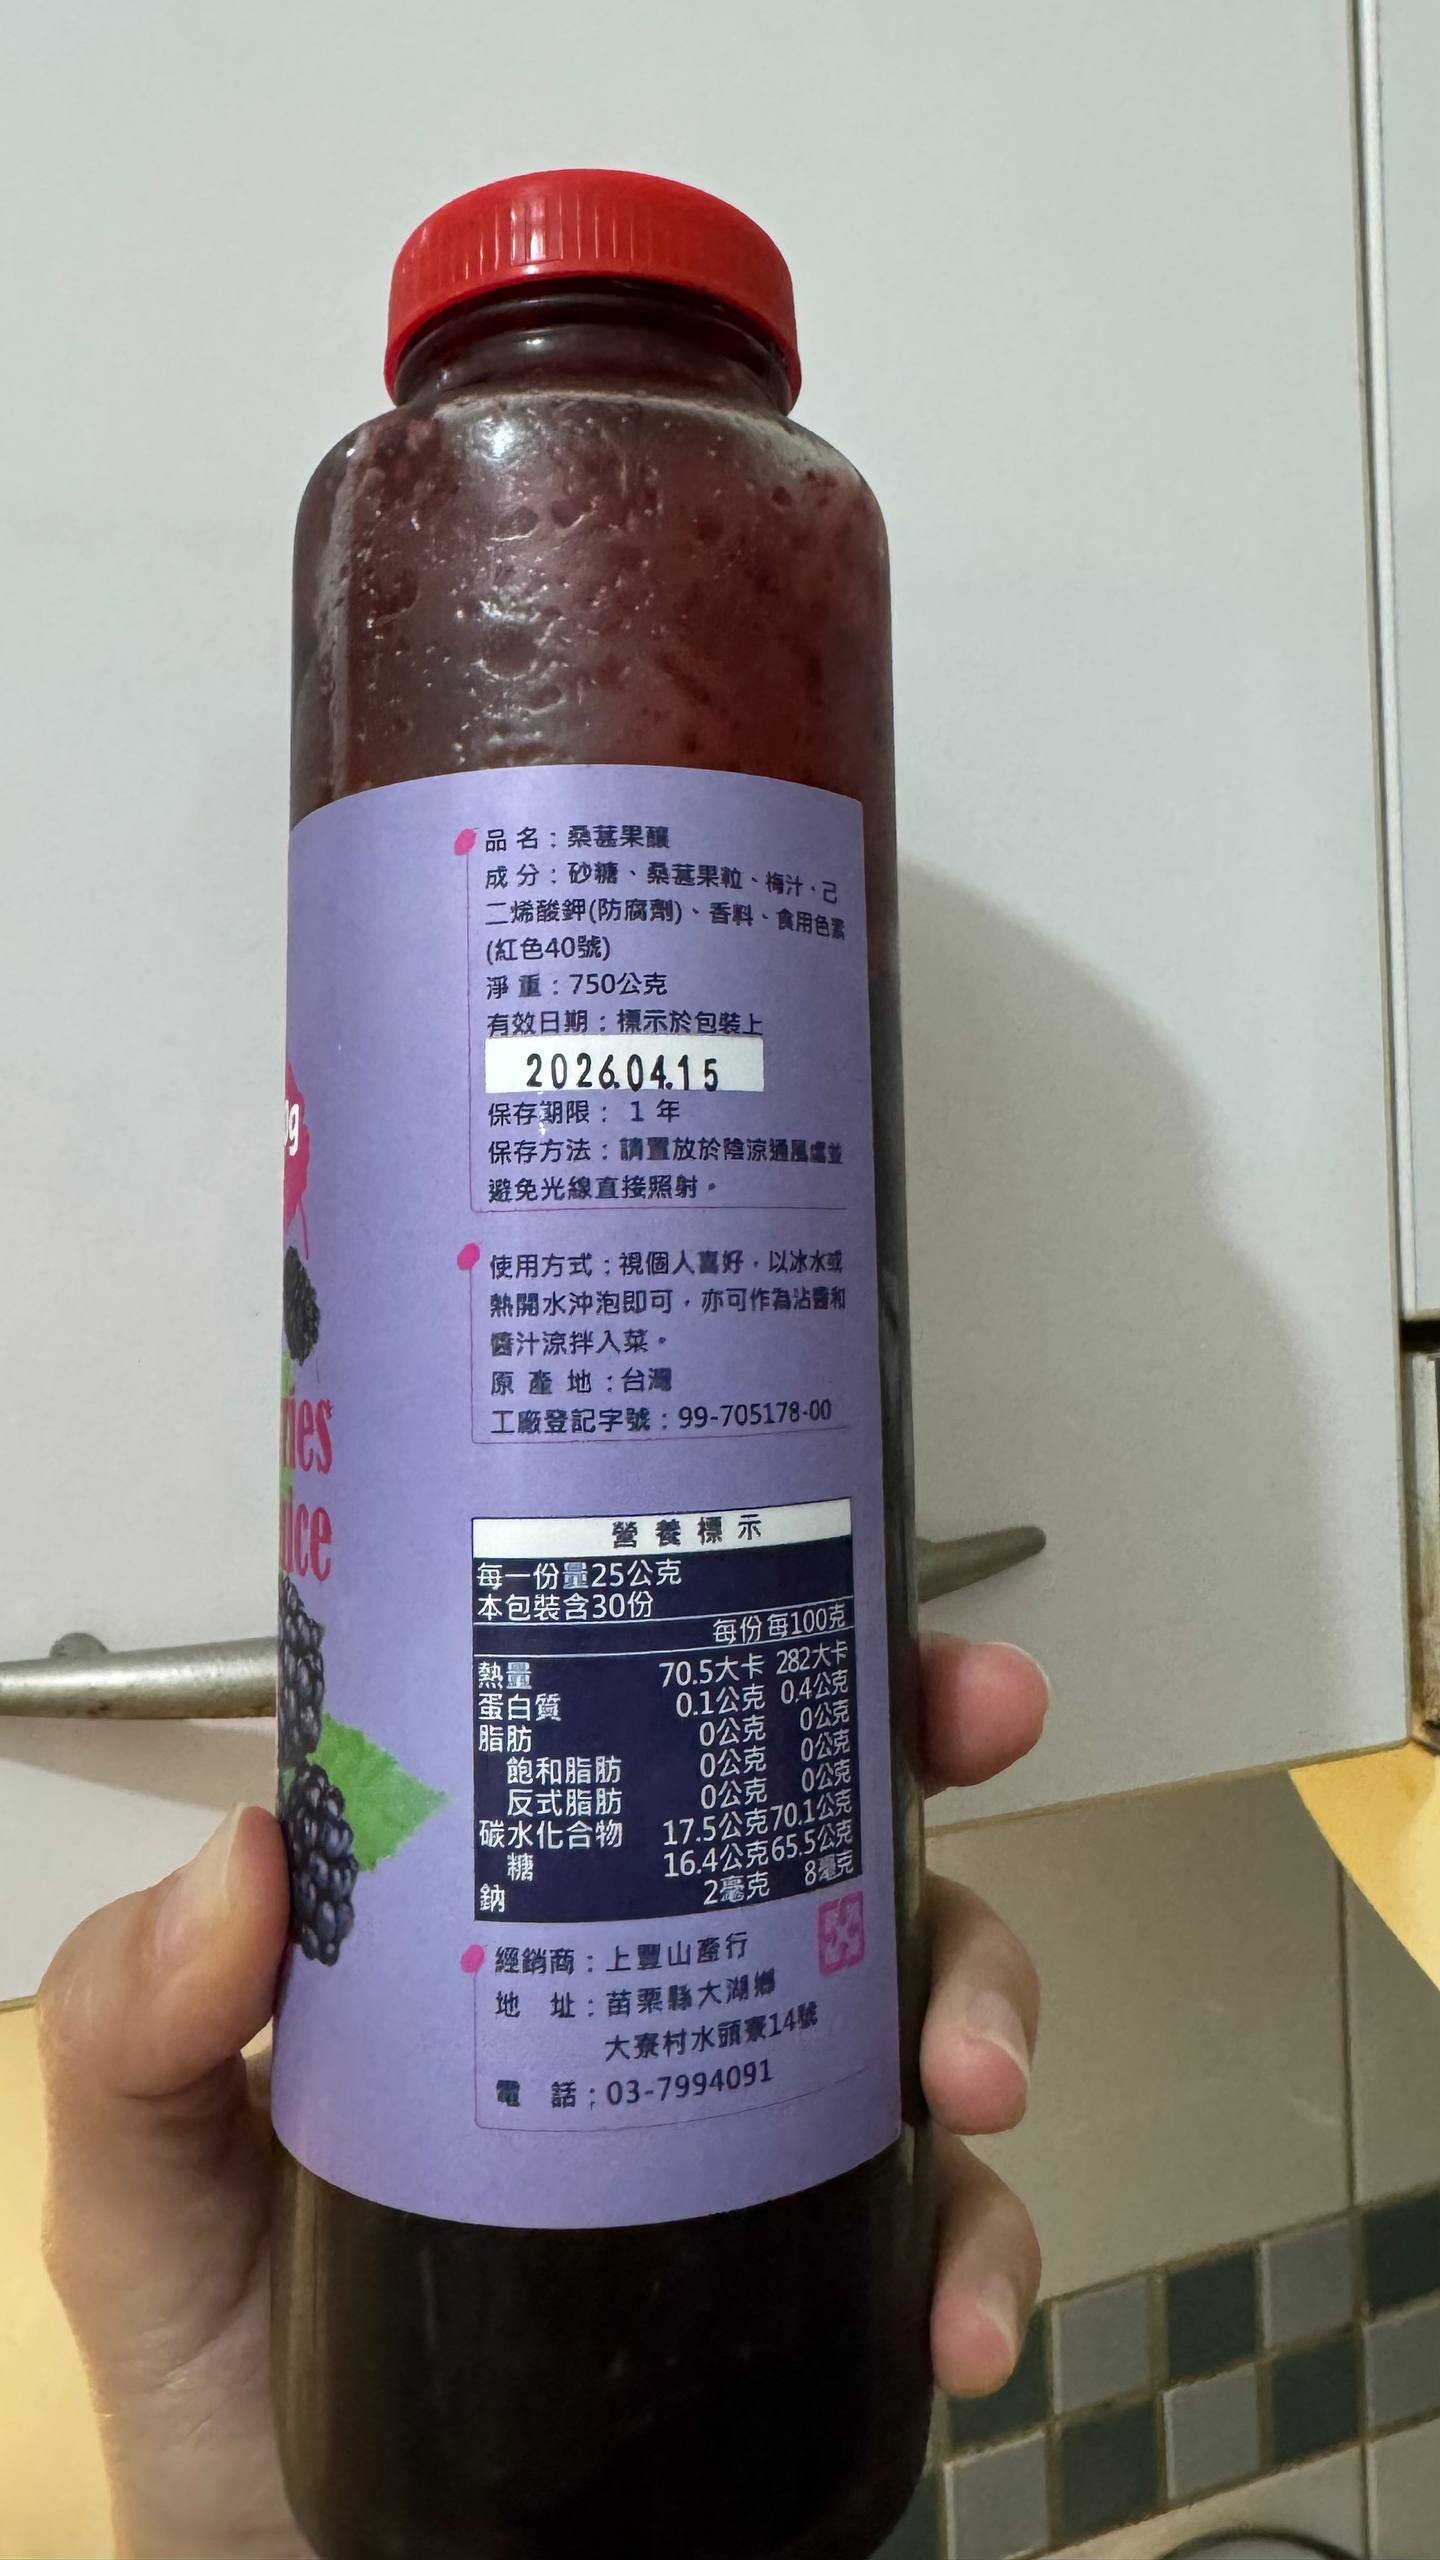 品 名：桑葚果釀
成 分：砂糖、桑葚果粒、梅汁、己
二烯酸鉀(防腐劑)、香料、食用色素
(紅色40號)
淨 重：750公克
有效日期：標示於包裝上
2026.04.15
保存期限： 1 年
保存方法：請置放於陰涼通風處並
避免光線直接照射。
使用方式：視個人喜好，以冰水或
熱開水沖泡即可，亦可作為沾醬和
醬汁涼拌入菜。
原 產 地：台灣
工廠登記字號：99-705178-00
營養標示
每一份量25公克
本包裝含30份
每份 每100克
熱量 70.5大卡 282大卡
蛋白質 0.1公克 0.4公克
脂肪 0公克 0公克
飽和脂肪 0公克 0公克
反式脂肪 0公克 0公克
碳水化合物 17.5公克 70.1公克
糖 16.4公克 65.5公克
鈉 2毫克 8毫克
經銷商：上豐山產行
地 址：苗栗縣大湖鄉
大寮村水頭寮14號
電 話：03-7994091
ries
uice